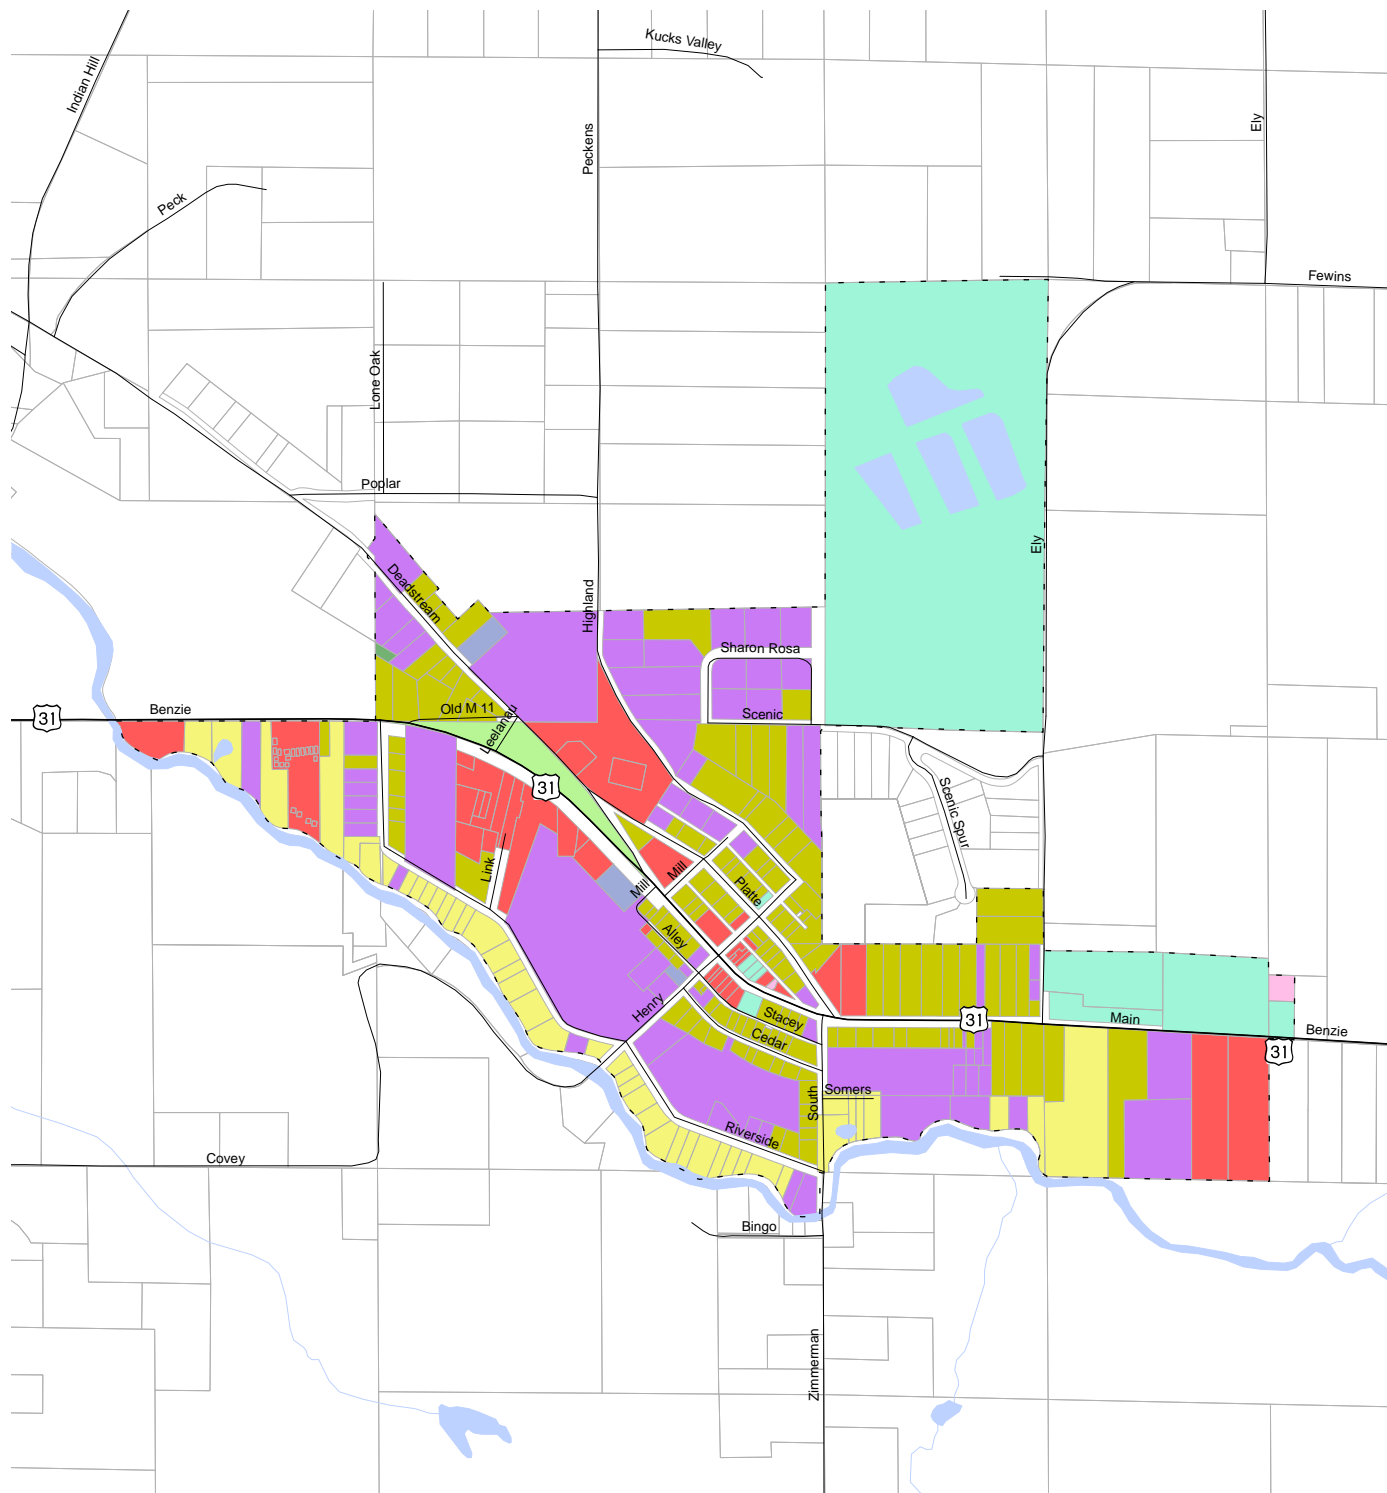 Kucks Valley
Indian Hill
Ely
Peckens
Peck
Fewins
Lone Oak
Poplar
Ely
Deadstream
Highland
Sharon Rosa
Benzie
31
Old M 11
Leelanau
Scenic
31
Scenic Spur
Link
Mill
Mill
Platte
Alley
Henry
Stacey
Cedar
31
Main
Benzie
31
South
Somers
Riverside
Covey
Bingo
Zimmerman